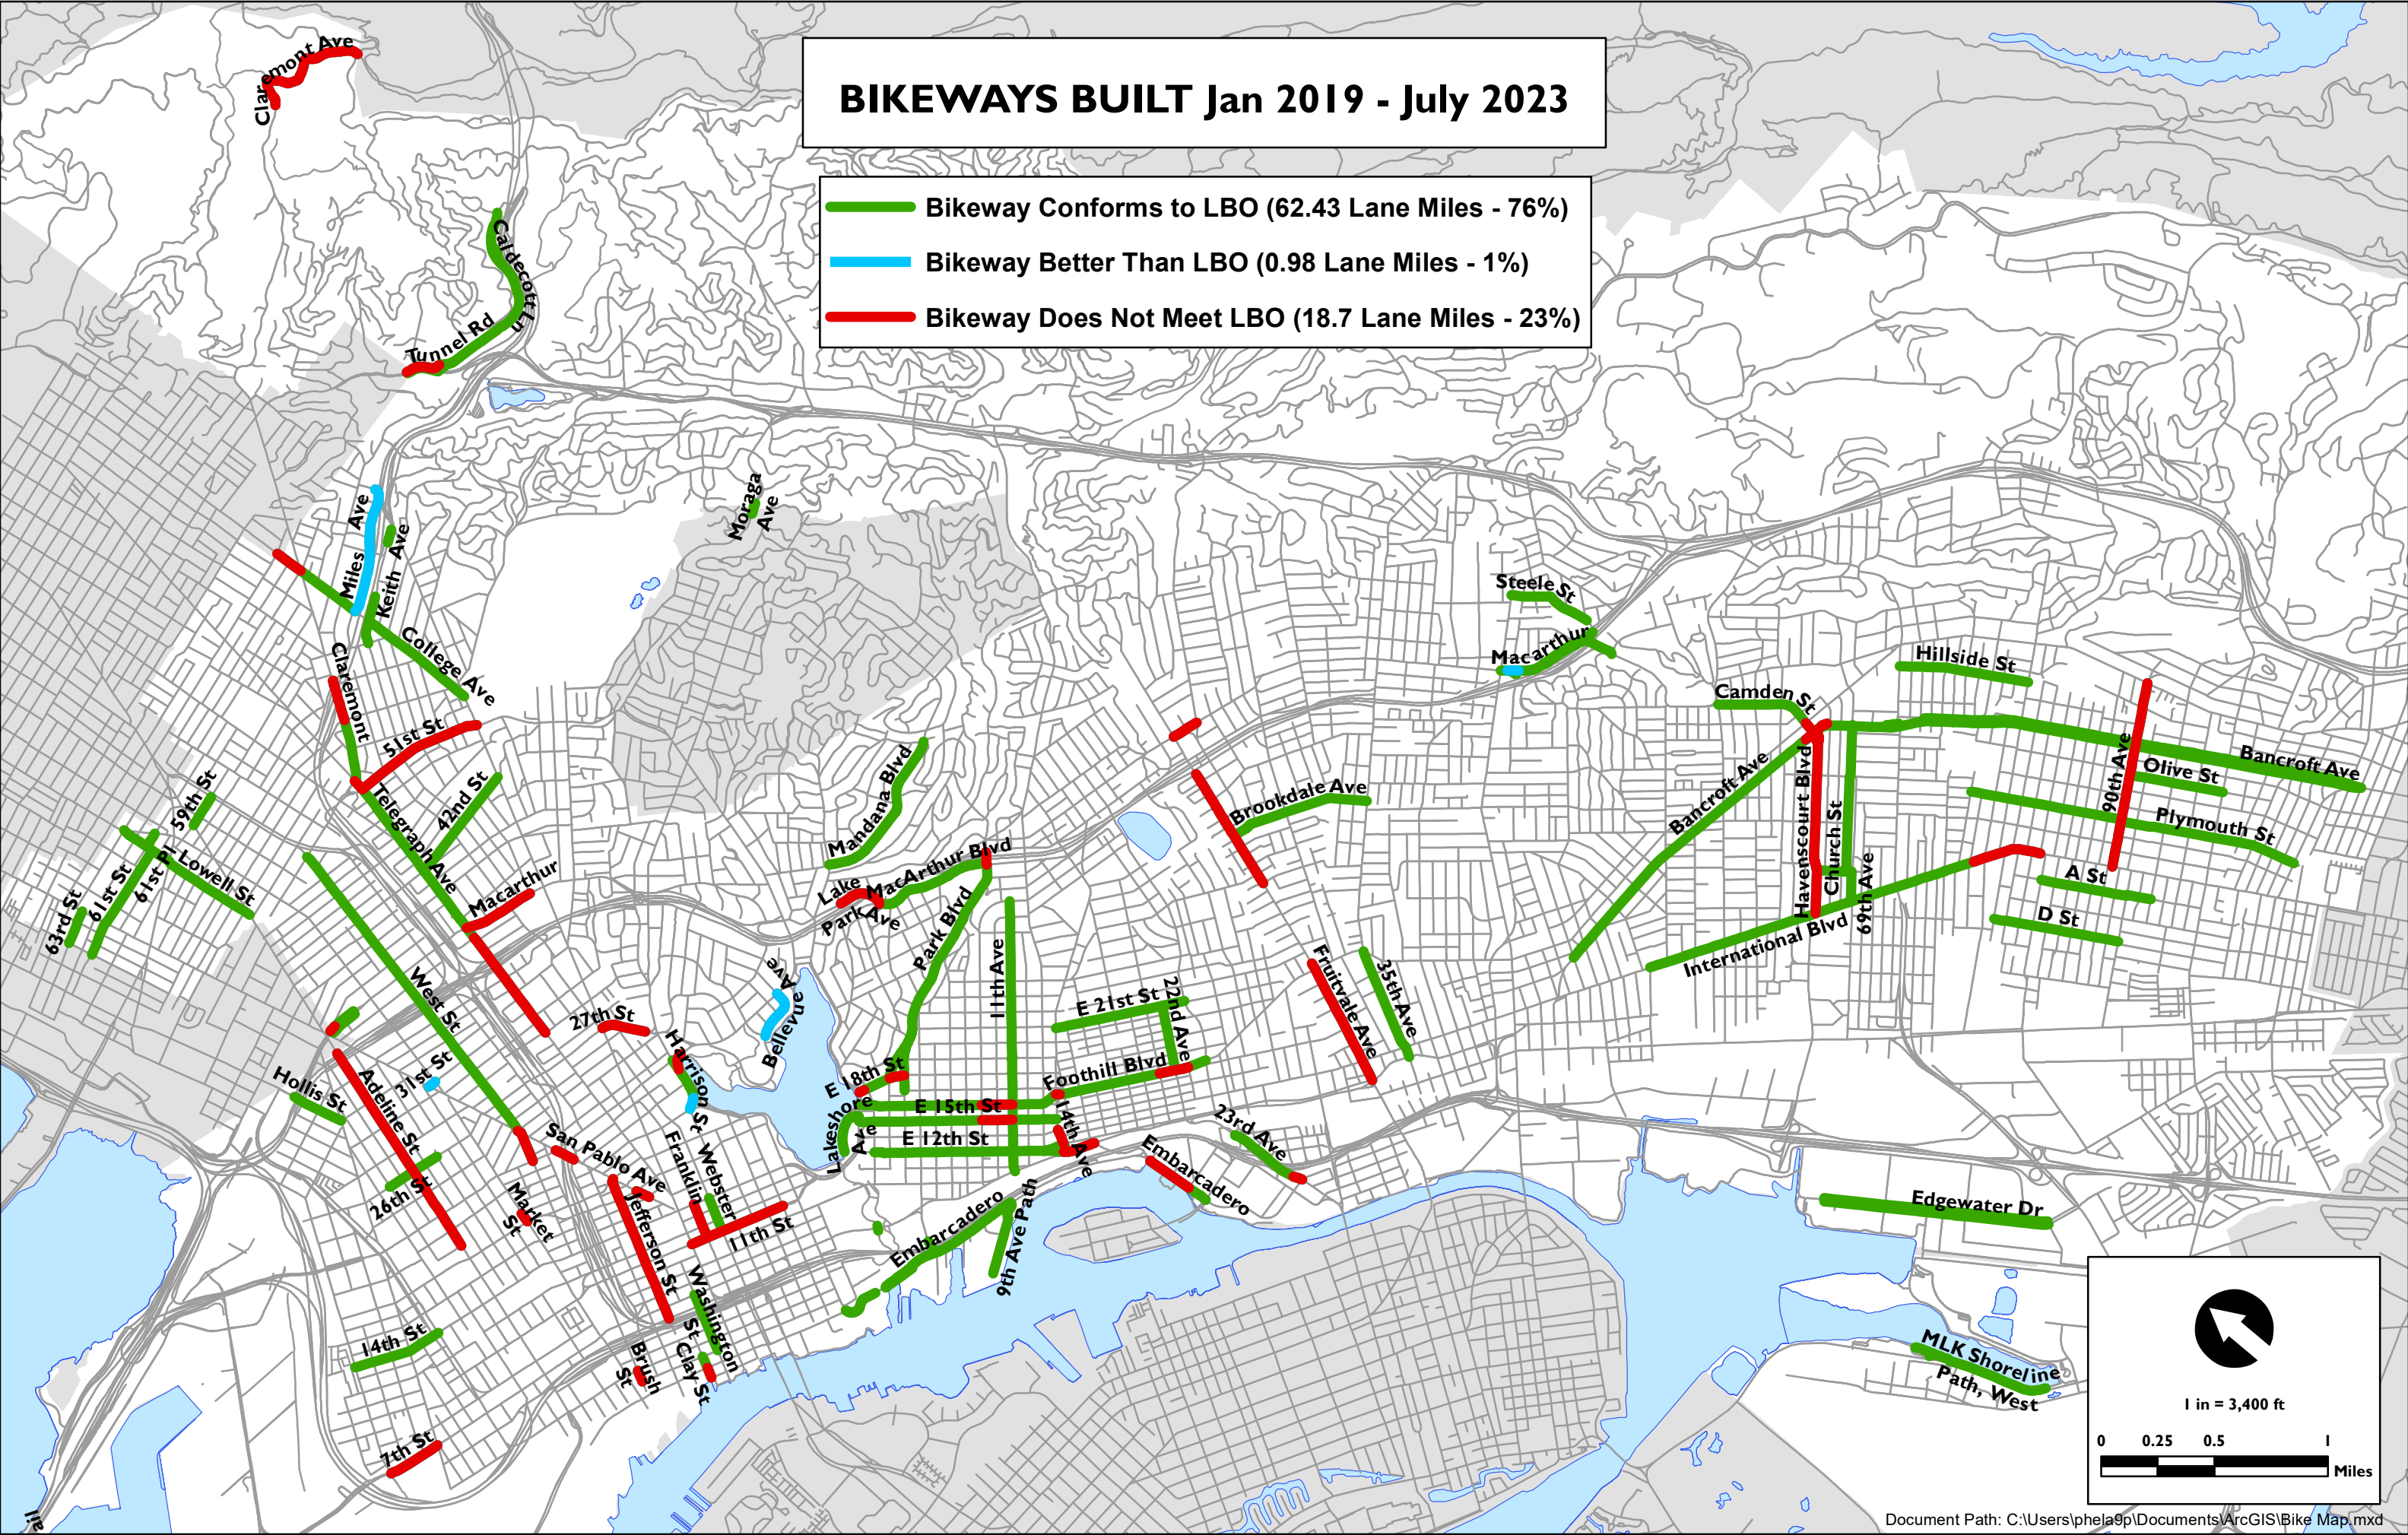 BIKEWAYS BUILT Jan 2019 - July 2023
Bikeway Conforms to LBO (62.43 Lane Miles - 76%)
Bikeway Better Than LBO (0.98 Lane Miles - 1%)
Bikeway Does Not Meet LBO (18.7 Lane Miles - 23%)
Claremont Ave
Caldecott Ln
Tunnel Rd
Moraga
Ave
Miles Ave
Keith Ave
College Ave
Claremont
51st St
Telegraph Ave
42nd St
59th St
Lowell St
61st Pl
61st St
63rd St
Macarthur
West St
27th St
31st St
Hollis St
Adeline St
26th St
14th St
7th St
San Pablo Ave
Market
St
Jefferson St
Franklin
Webster
Harrison St
11th St
Washington
St
Clay St
Brush
St
Bellevue
Ave
Mandana Blvd
MacArthur Blvd
Lake
Park Ave
Park Blvd
11th Ave
E 18th St
Lakeshore
Ave
E 15th St
E 12th St
14th Ave
Foothill Blvd
E 21st St
22nd Ave
23rd Ave
Embarcadero
Embarcadero
9th Ave Path
Fruitvale Ave
35th Ave
Brookdale Ave
Steele St
Macarthur
Camden St
Hillside St
Bancroft Ave
Bancroft Ave
Havenscourt Blvd
Church St
69th Ave
International Blvd
90th Ave
Olive St
Plymouth St
A St
D St
Edgewater Dr
MLK Shoreline
Path, West
ail
1 in = 3,400 ft
0 0.25 0.5 1
Miles
Document Path: C:\Users\phela9p\Documents\ArcGIS\Bike Map.mxd